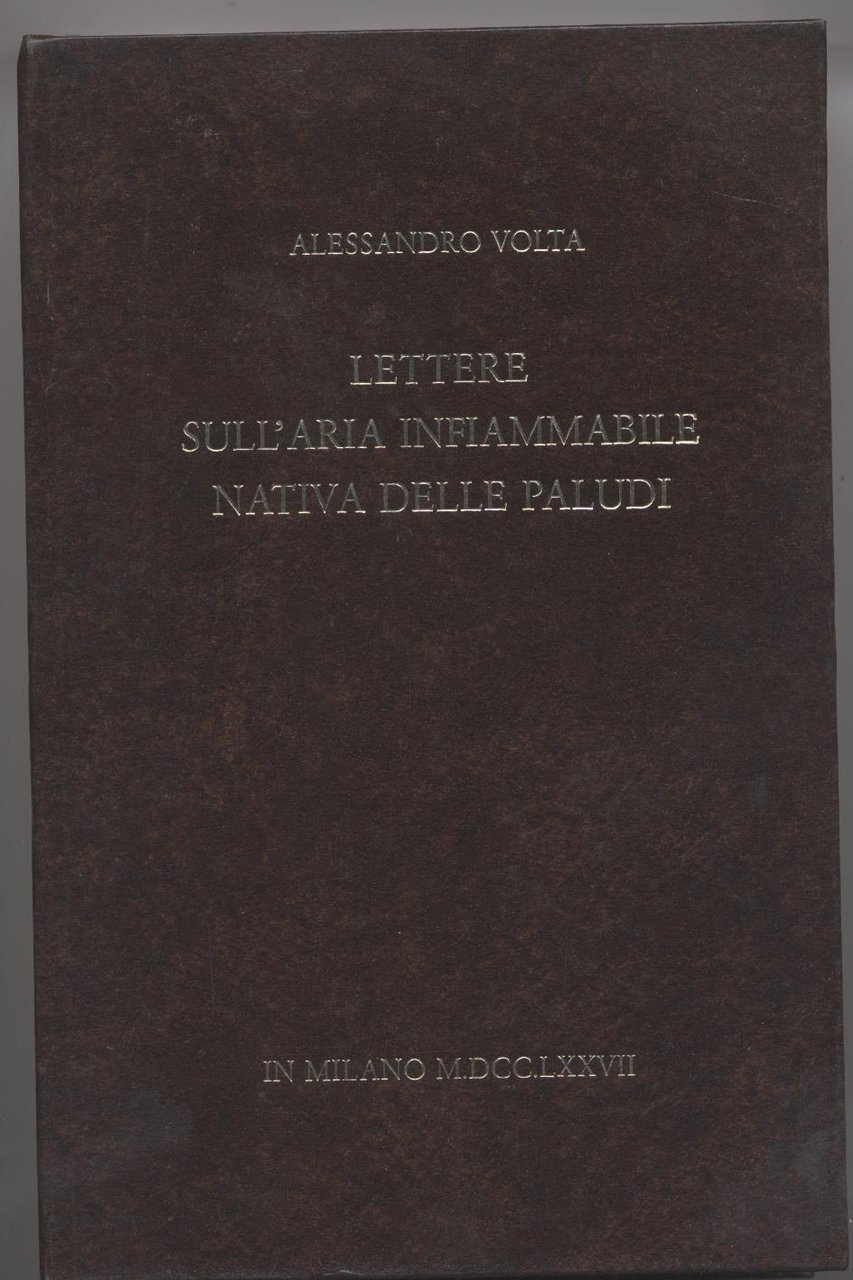 ALESSANDRO VOLTA
LETTERE
SULL'ARIA INFIAMMABILE
NATIVA DELLE PALUDI
IN MILANO M.DCC.LXXVII